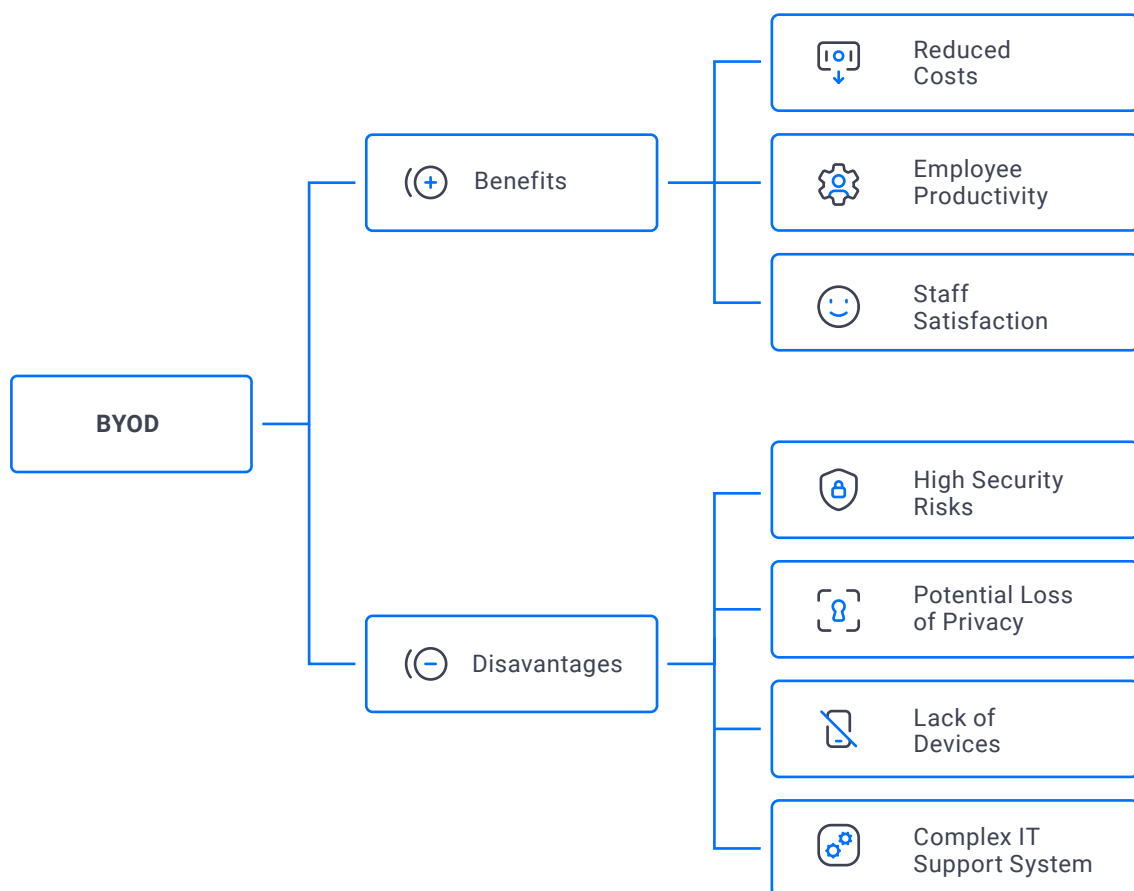 BYOD
Benefits
Reduced
Costs
Employee
Productivity
Staff
Satisfaction
Disavantages
High Security
Risks
Potential Loss
of Privacy
Lack of
Devices
Complex IT
Support System